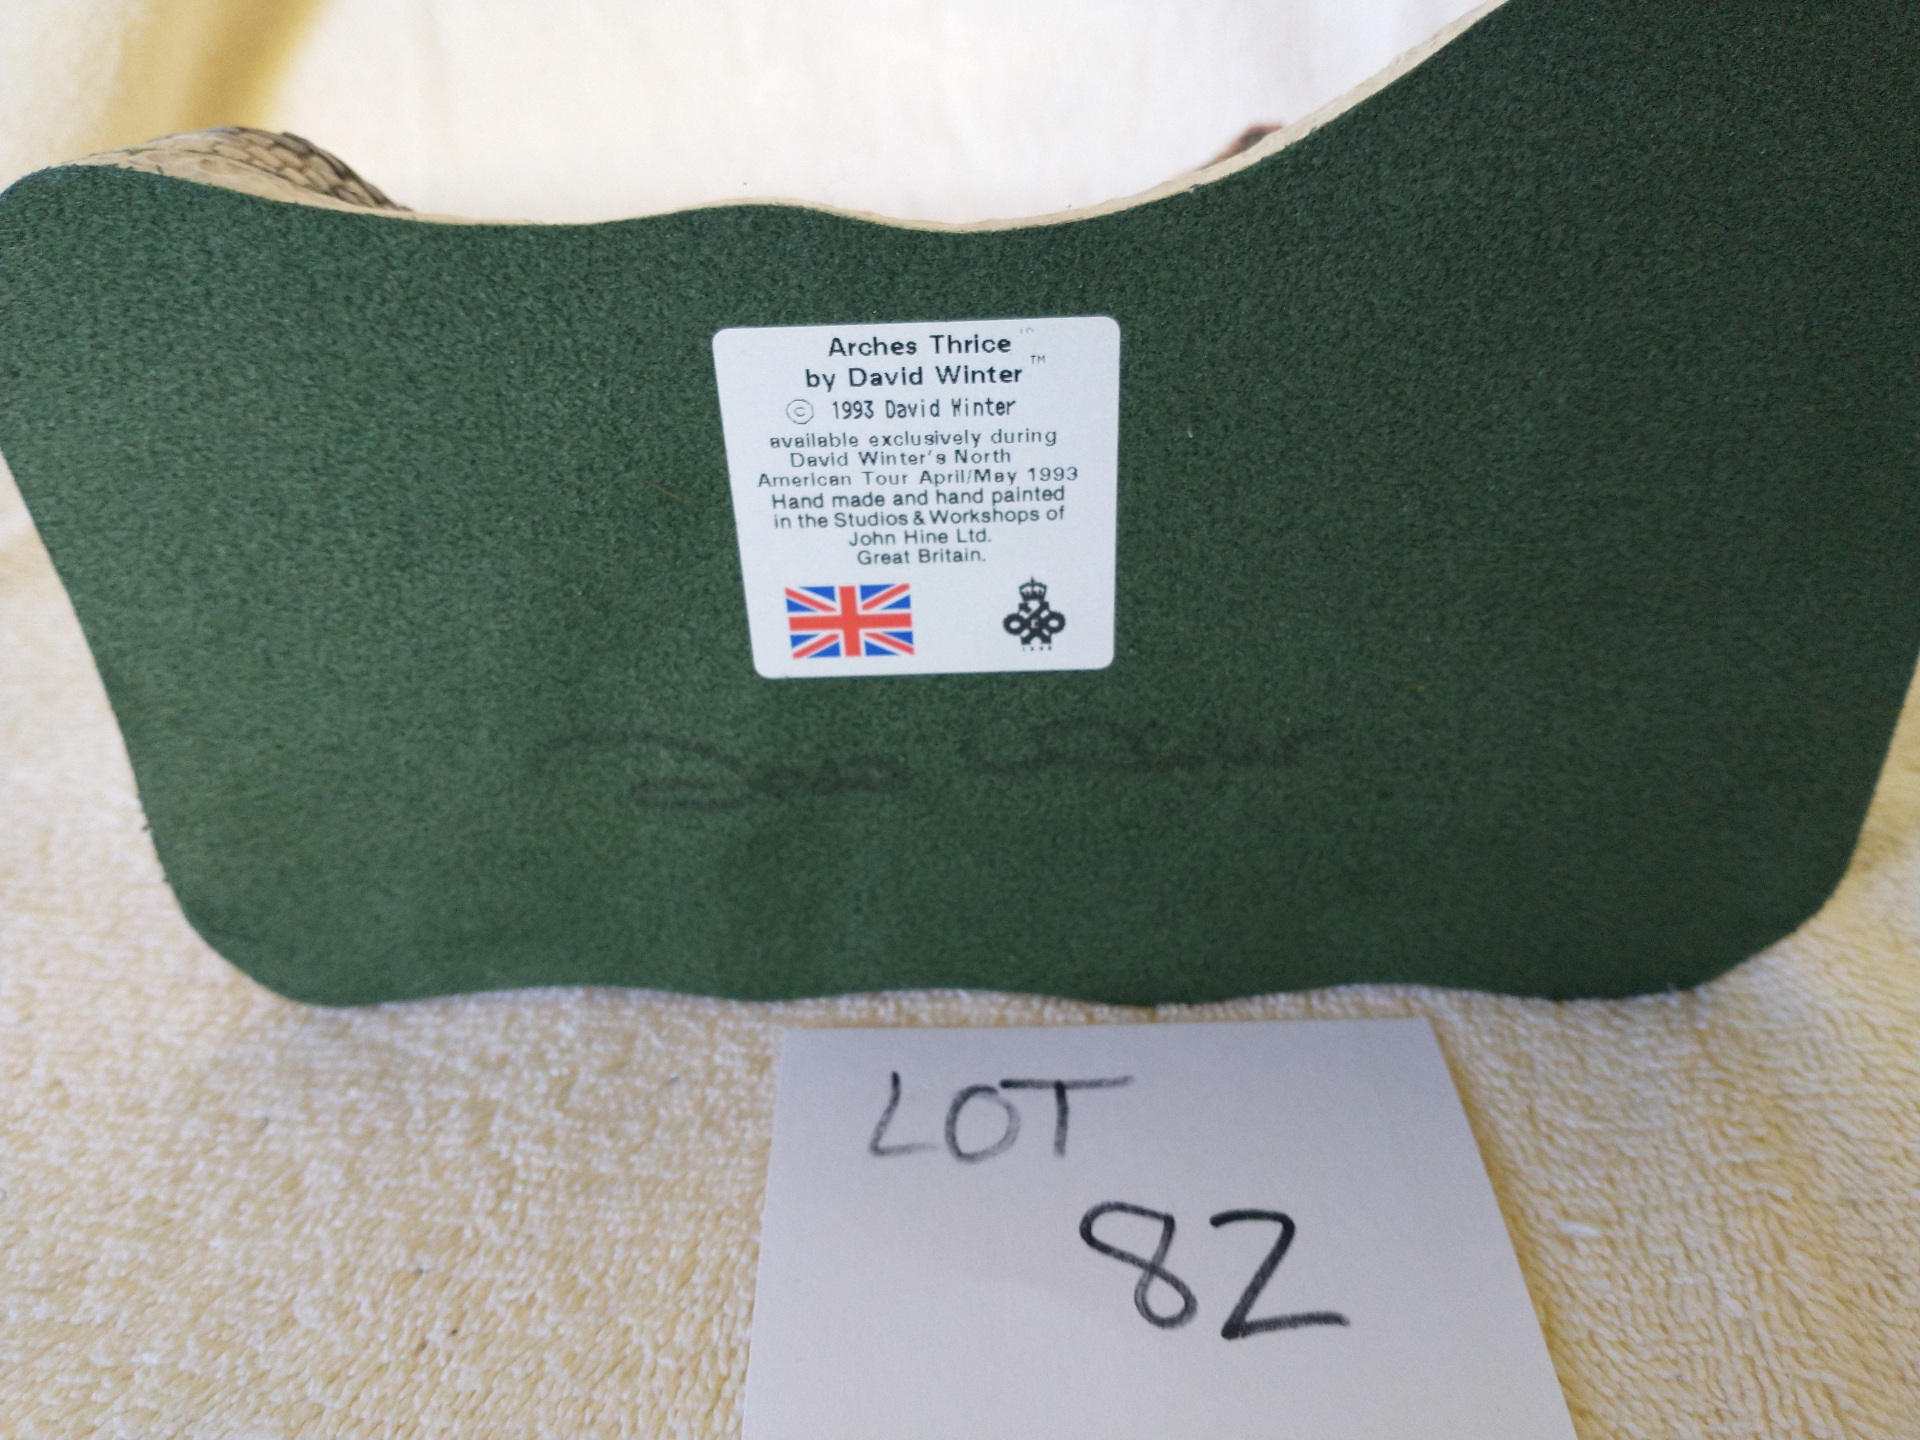 Arches Thrice
by David Winter™
© 1993 David Winter
available exclusively during
David Winter's North
American Tour April/May 1993
Hand made and hand painted
in the Studios & Workshops of
John Hine Ltd.
Great Britain.
LOT
82